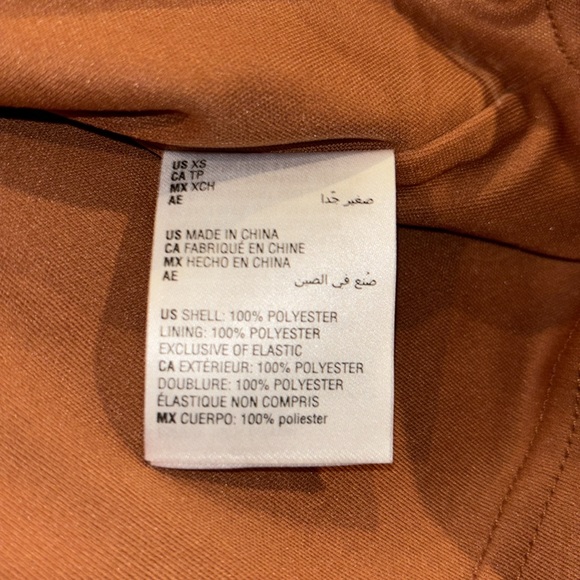 US XS
CA TP
MX XCH
AE صغير جًدا
US MADE IN CHINA
CA FABRIQUÉ EN CHINE
MX HECHO EN CHINA
AE صُنع في الصين
US SHELL: 100% POLYESTER
LINING: 100% POLYESTER
EXCLUSIVE OF ELASTIC
CA EXTÉRIEUR: 100% POLYESTER
DOUBLURE: 100% POLYESTER
ÉLASTIQUE NON COMPRIS
MX CUERPO: 100% poliester